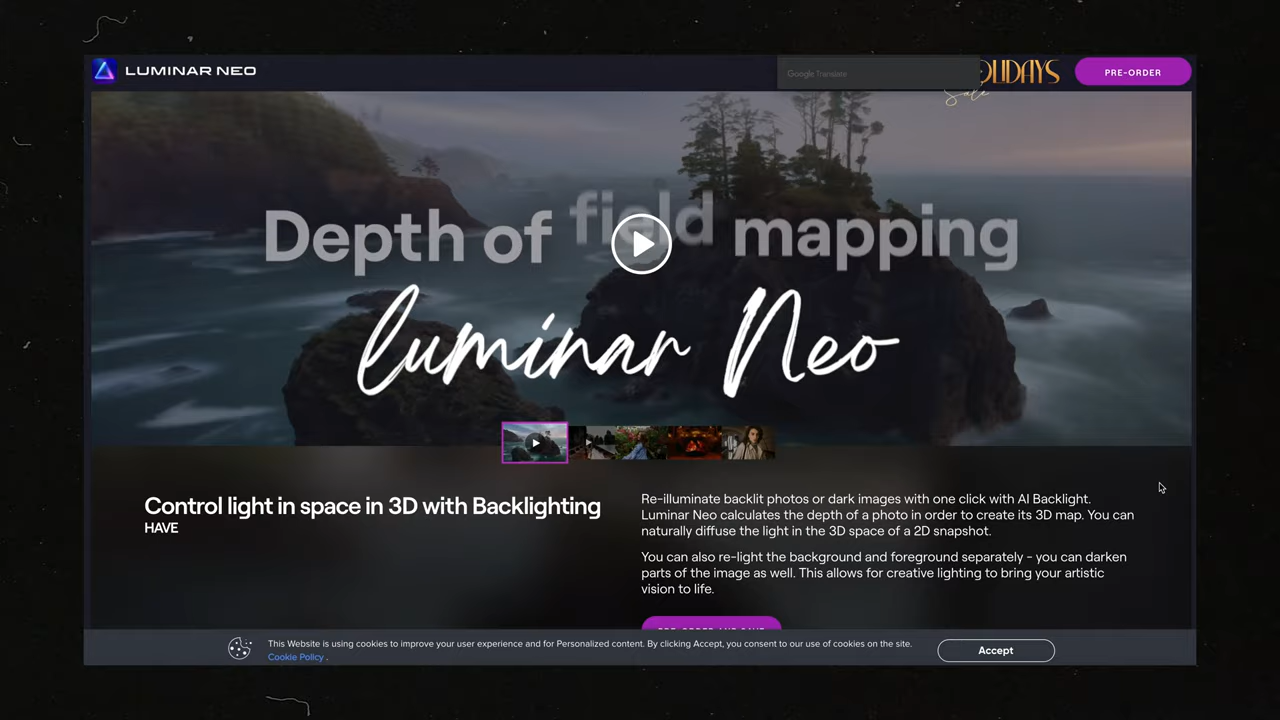 LUMINAR NEO
Google Translate
OLIDAYS
Sale
PRE-ORDER
Depth of field mapping
luminar Neo
Control light in space in 3D with Backlighting
HAVE
Re-illuminate backlit photos or dark images with one click with AI Backlight.
Luminar Neo calculates the depth of a photo in order to create its 3D map. You can
naturally diffuse the light in the 3D space of a 2D snapshot.
You can also re-light the background and foreground separately - you can darken
parts of the image as well. This allows for creative lighting to bring your artistic
vision to life.
This Website is using cookies to improve your user experience and for Personalized content. By clicking Accept, you consent to our use of cookies on the site.
Cookie Policy .
Accept